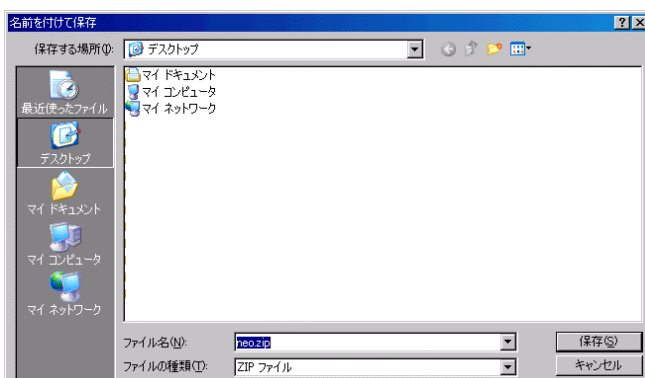 名前を付けて保存
保存する場所(I):
デスクトップ
最近使ったファイル
デスクトップ
マイ ドキュメント
マイ コンピュータ
マイ ネットワーク
マイ ドキュメント
マイ コンピュータ
マイ ネットワーク
ファイル名(N):
neo.zip
保存(S)
ファイルの種類(T):
ZIP ファイル
キャンセル